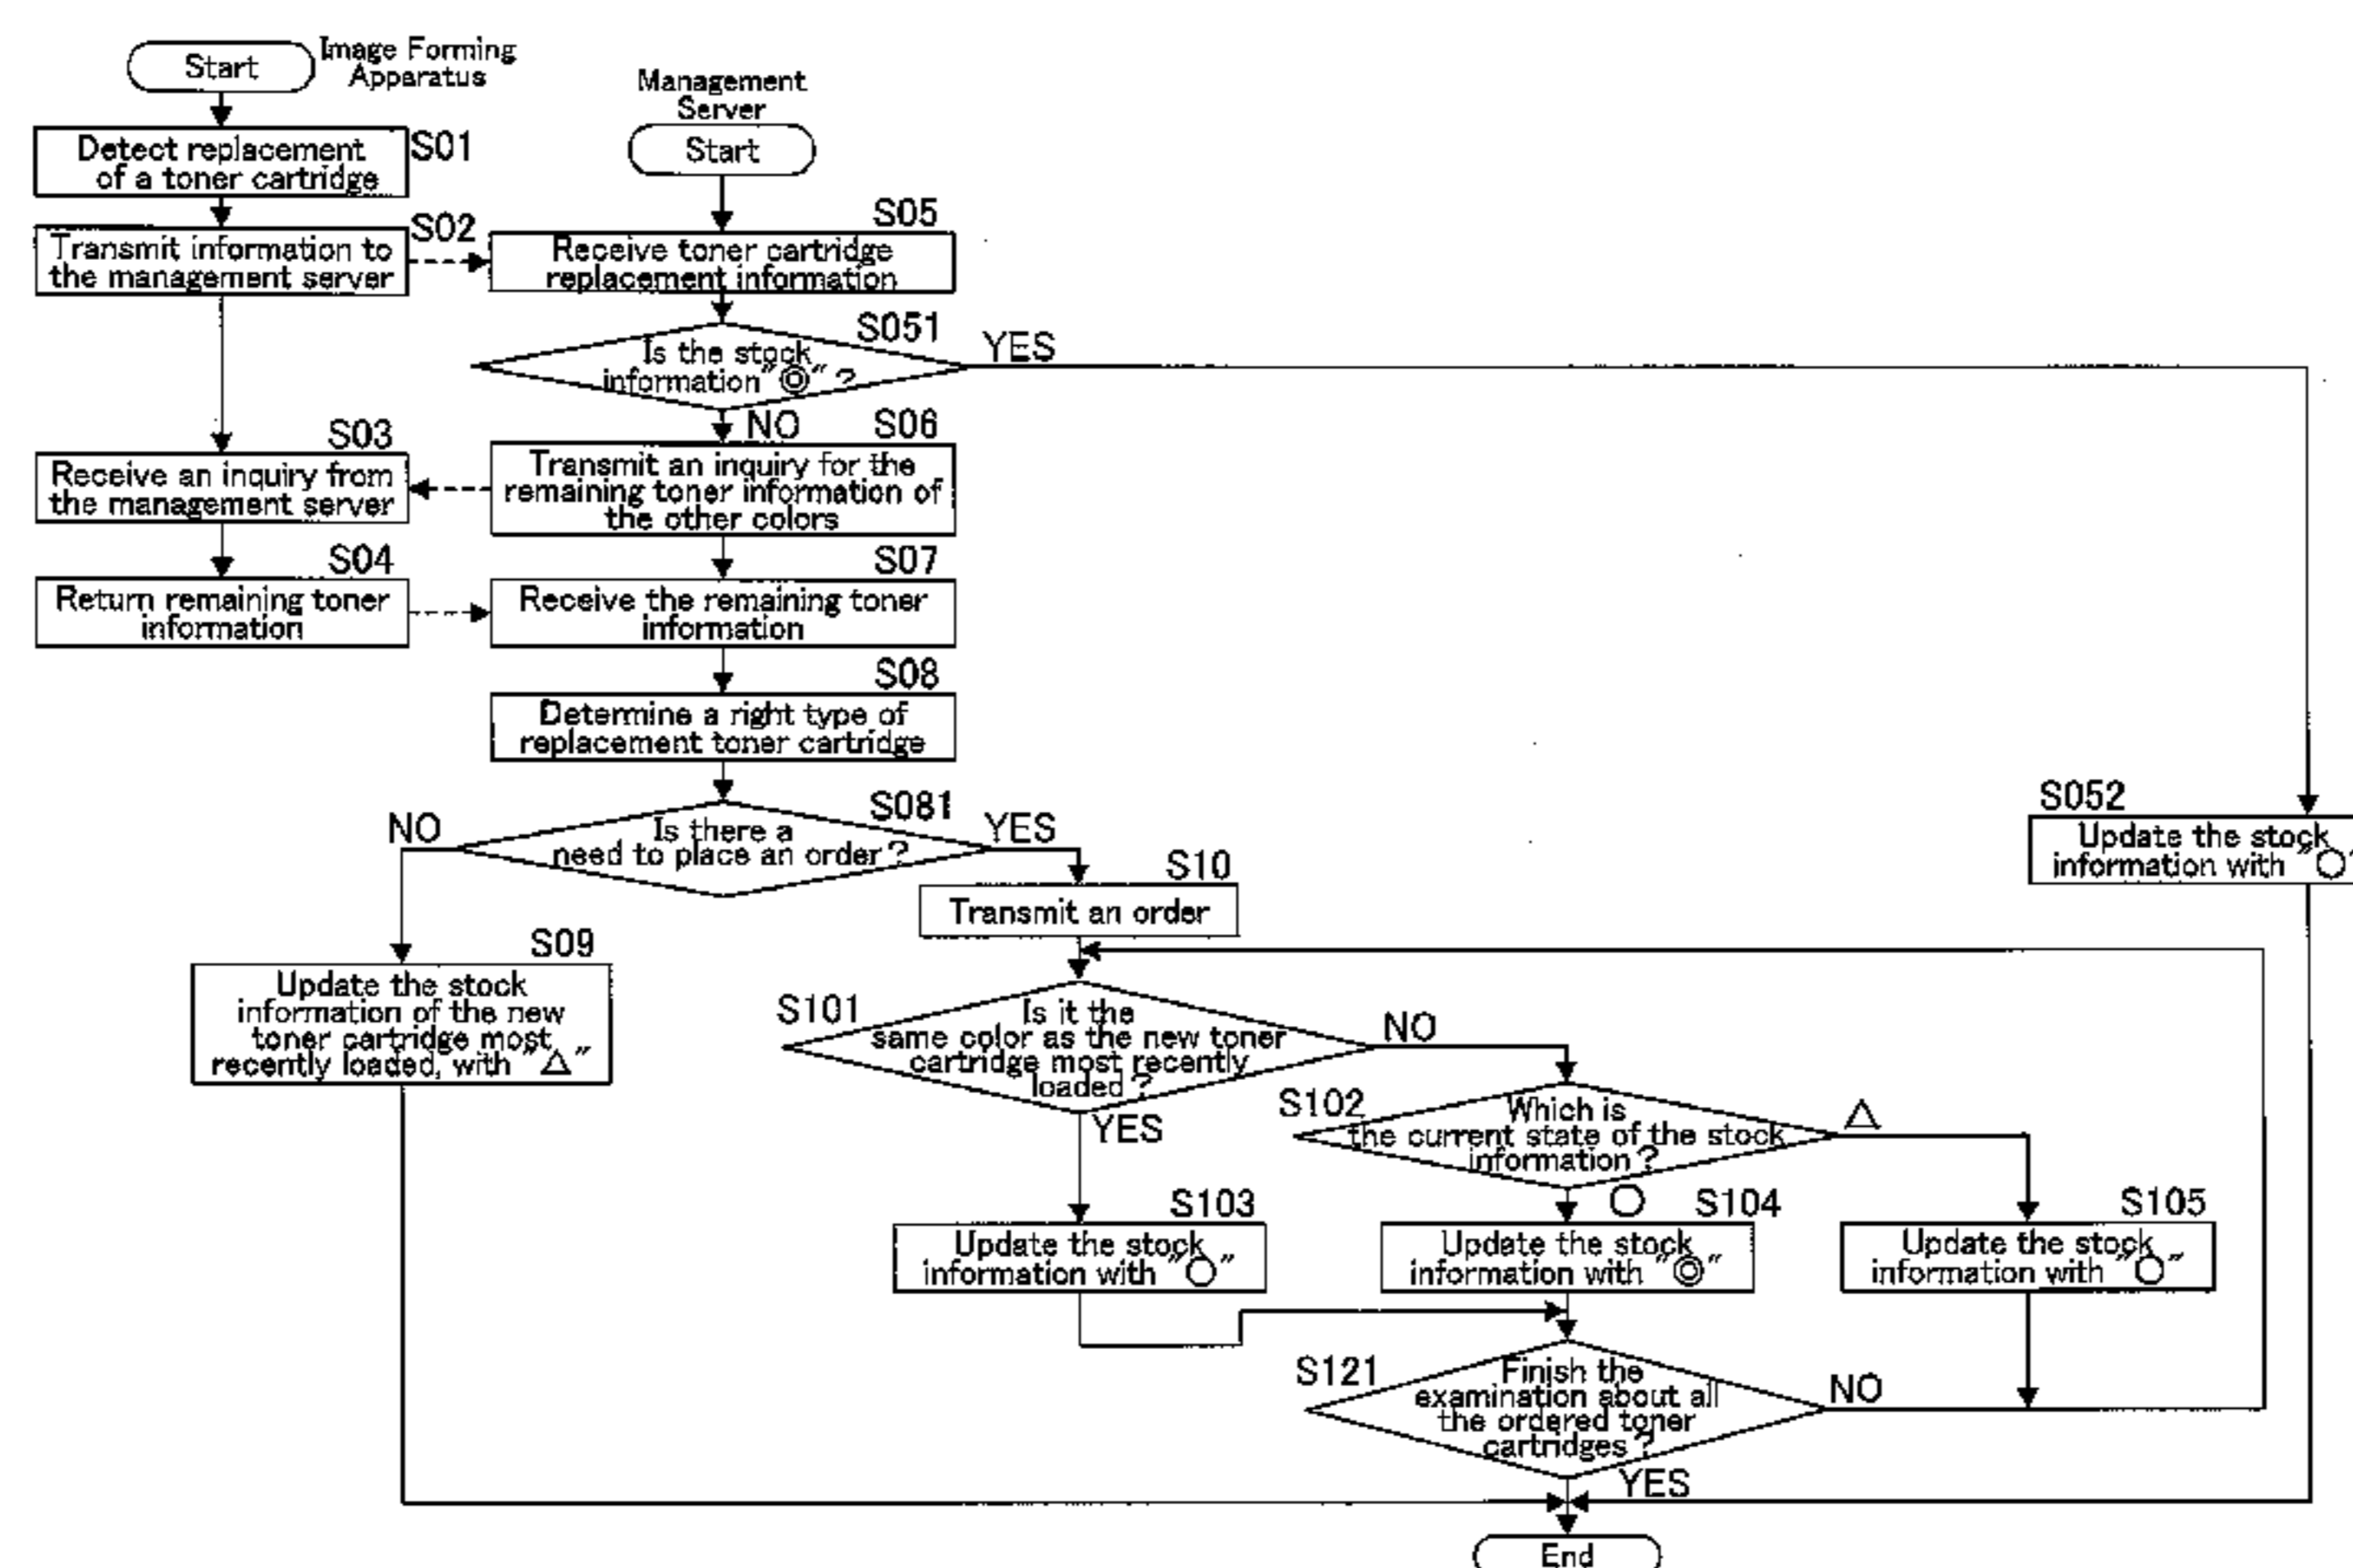 Start
Image Forming
Apparatus
Management
Server
Start
Detect replacement
of a toner cartridge
S01
Transmit information to
the management server
S02
S05
Receive toner cartridge
replacement information
S051
Is the stock
information "◎" ?
YES
NO
S03
Receive an inquiry from
the management server
S06
Transmit an inquiry for the
remaining toner information of
the other colors
S04
Return remaining toner
information
S07
Receive the remaining toner
information
S08
Determine a right type of
replacement toner cartridge
S081
Is there a
need to place an order ?
NO
YES
S052
Update the stock
information with "○"
S10
Transmit an order
S09
Update the stock
information of the new
toner cartridge most
recently loaded, with "△"
S101
Is it the
same color as the new toner
cartridge most recently
loaded ?
NO
YES
S102
Which is
the current state of the stock
information ?
△
○
S103
Update the stock
information with "○"
S104
Update the stock
information with "◎"
S105
Update the stock
information with "○"
S121
Finish the
examination about all
the ordered toner
cartridges ?
NO
YES
End